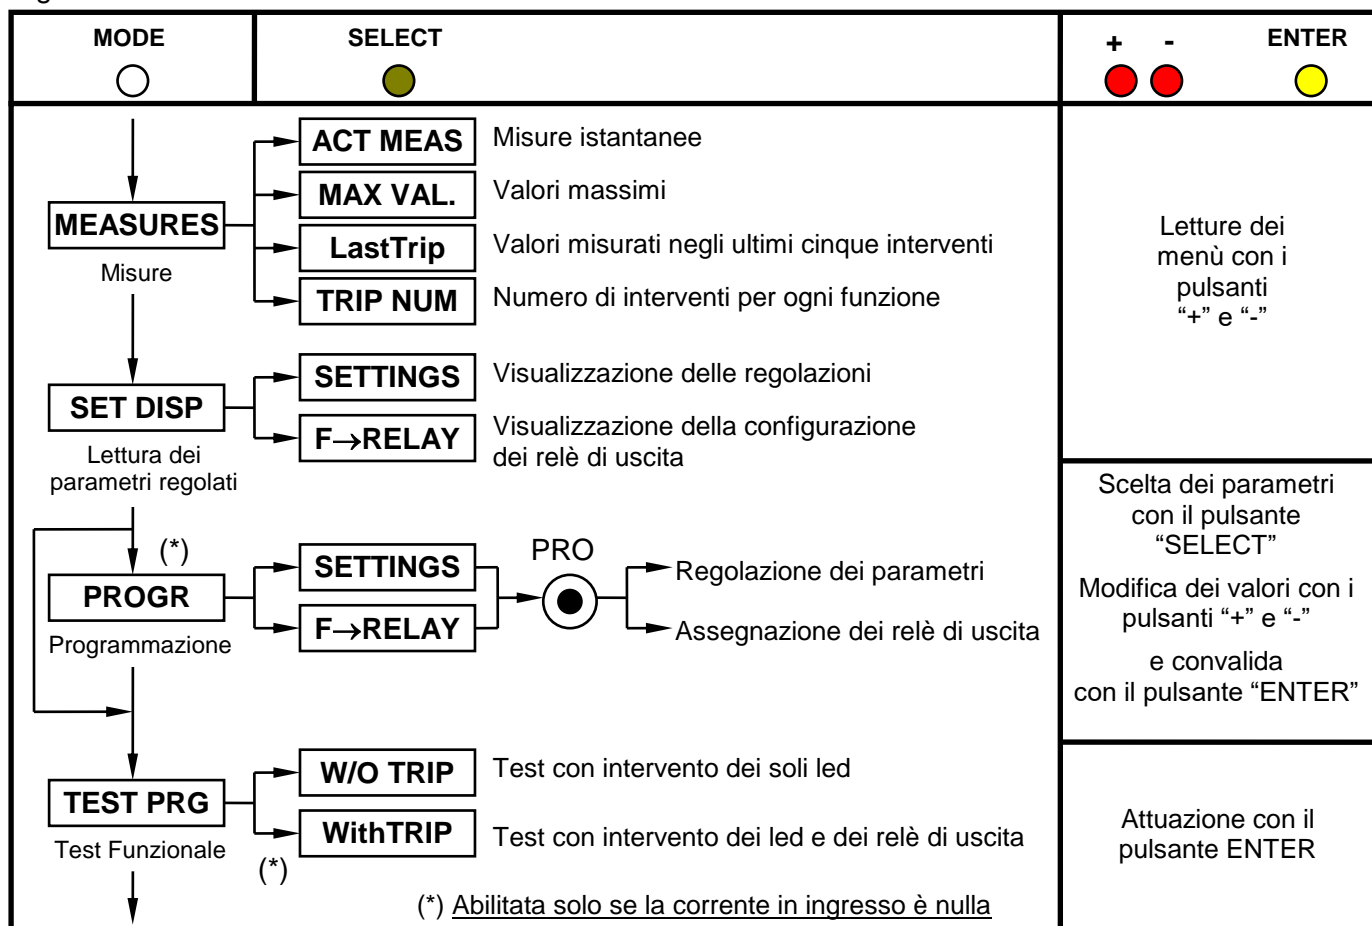 MODE
SELECT
+ -
ENTER
ACT MEAS
Misure istantanee
MAX VAL.
Valori massimi
MEASURES
LastTrip
Valori misurati negli ultimi cinque interventi
Misure
TRIP NUM
Numero di interventi per ogni funzione
Letture dei
menù con i
pulsanti
“+” e “-”
SETTINGS
Visualizzazione delle regolazioni
SET DISP
F→RELAY
Visualizzazione della configurazione
dei relè di uscita
Lettura dei
parametri regolati
(*)
SETTINGS
PRO
Regolazione dei parametri
PROGR
F→RELAY
Assegnazione dei relè di uscita
Programmazione
Scelta dei parametri
con il pulsante
“SELECT”
Modifica dei valori con i
pulsanti “+” e “-”
e convalida
con il pulsante “ENTER”
W/O TRIP
Test con intervento dei soli led
TEST PRG
WithTRIP
Test con intervento dei led e dei relè di uscita
Test Funzionale
(*)
Attuazione con il
pulsante ENTER
(*) Abilitata solo se la corrente in ingresso è nulla